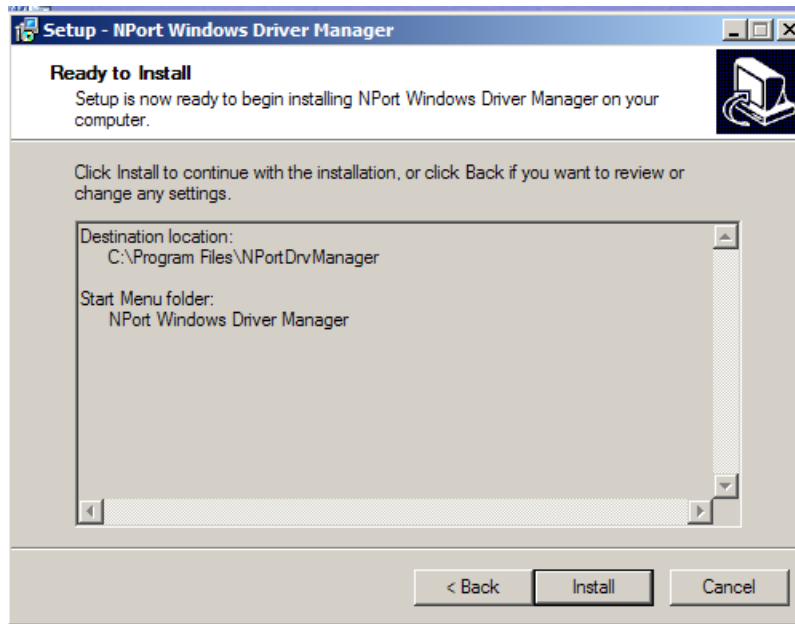 Setup - NPort Windows Driver Manager
Ready to Install
Setup is now ready to begin installing NPort Windows Driver Manager on your
computer.
Click Install to continue with the installation, or click Back if you want to review or
change any settings.
Destination location:
C:\Program Files\NPortDrvManager
Start Menu folder:
NPort Windows Driver Manager
< Back Install Cancel